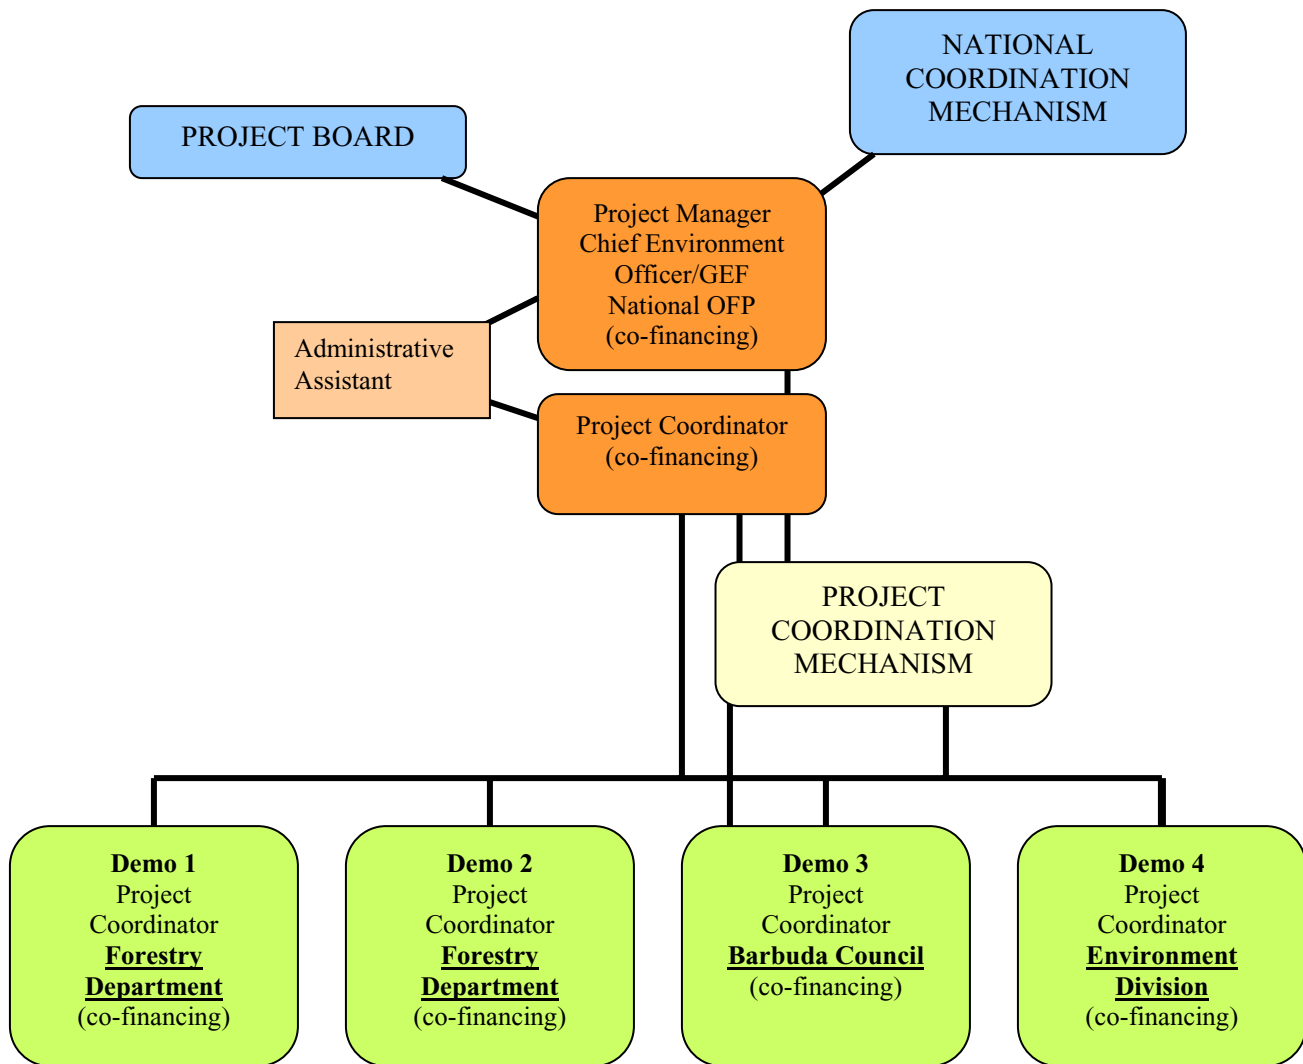 NATIONAL
COORDINATION
MECHANISM
PROJECT BOARD
Project Manager
Chief Environment
Officer/GEF
National OFP
(co-financing)
Administrative
Assistant
Project Coordinator
(co-financing)
PROJECT
COORDINATION
MECHANISM
Demo 1
Project
Coordinator
Forestry
Department
(co-financing)
Demo 2
Project
Coordinator
Forestry
Department
(co-financing)
Demo 3
Project
Coordinator
Barbuda Council
(co-financing)
Demo 4
Project
Coordinator
Environment
Division
(co-financing)